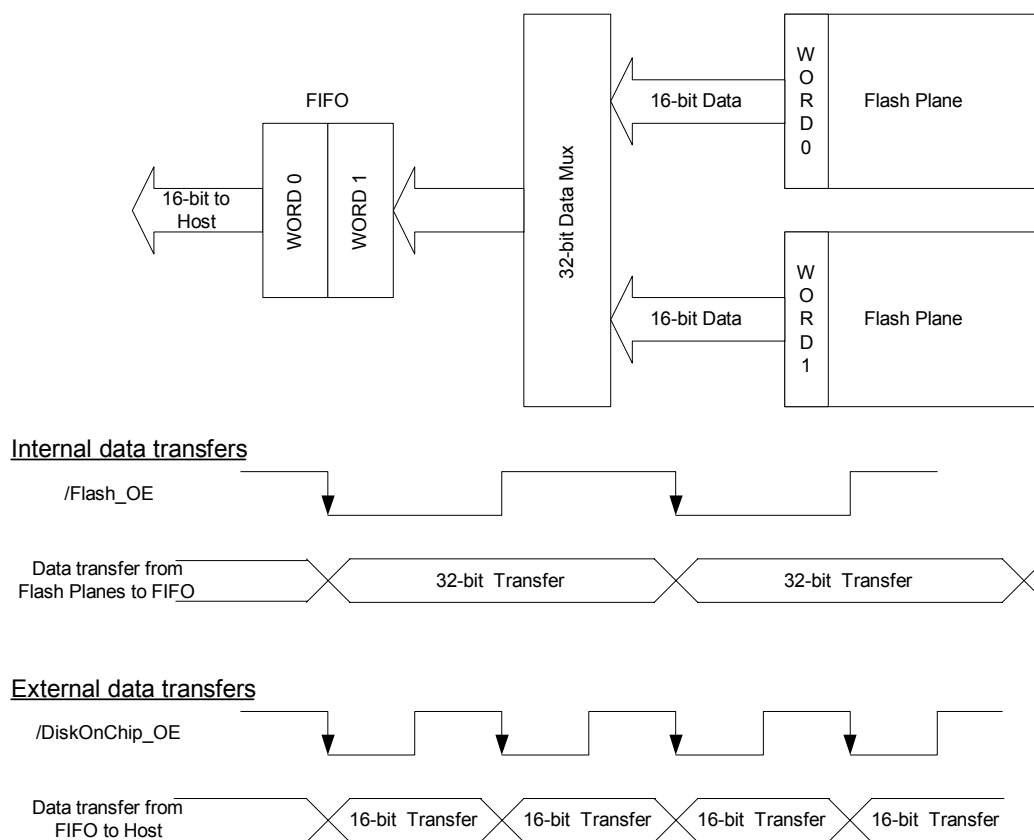 FIFO
16-bit to
Host
WORD 0
WORD 1
32-bit Data Mux
16-bit Data
WORD0
Flash Plane
16-bit Data
WORD1
Flash Plane
Internal data transfers
/Flash_OE
Data transfer from
Flash Planes to FIFO
32-bit Transfer
32-bit Transfer
External data transfers
/DiskOnChip_OE
Data transfer from
FIFO to Host
16-bit Transfer
16-bit Transfer
16-bit Transfer
16-bit Transfer